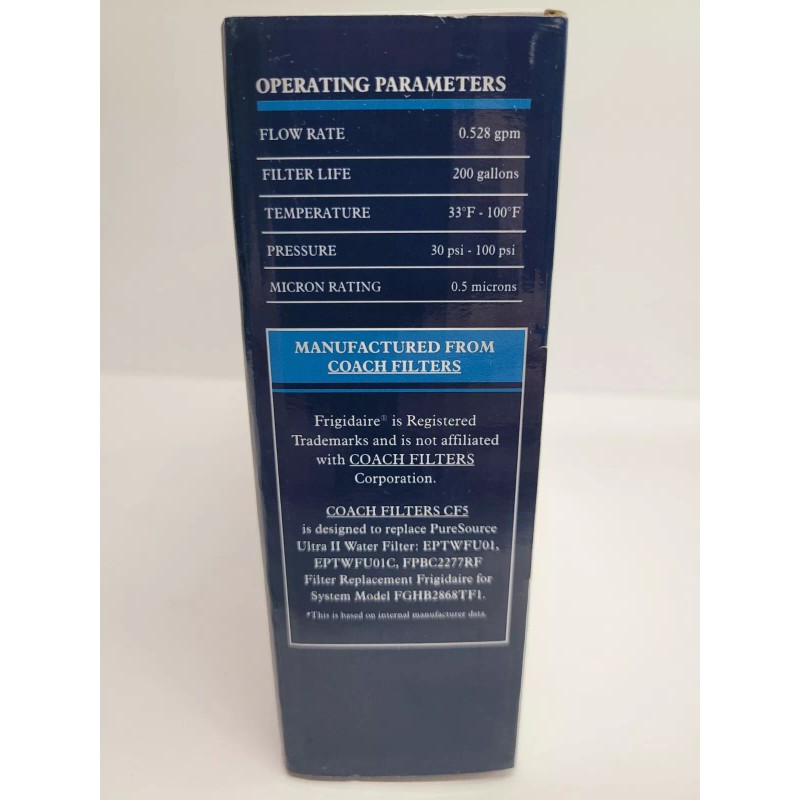 OPERATING PARAMETERS
FLOW RATE 0.528 gpm
FILTER LIFE 200 gallons
TEMPERATURE 33°F - 100°F
PRESSURE 30 psi - 100 psi
MICRON RATING 0.5 microns
MANUFACTURED FROM
COACH FILTERS
Frigidaire® is Registered
Trademarks and is not affiliated
with COACH FILTERS
Corporation.
COACH FILTERS CF5
is designed to replace PureSource
Ultra II Water Filter: EPTWFU01,
EPTWFU01C, FPBC2277RF
Filter Replacement Frigidaire for
System Model FGHB2868TF1.
*This is based on internal manufacturer data.